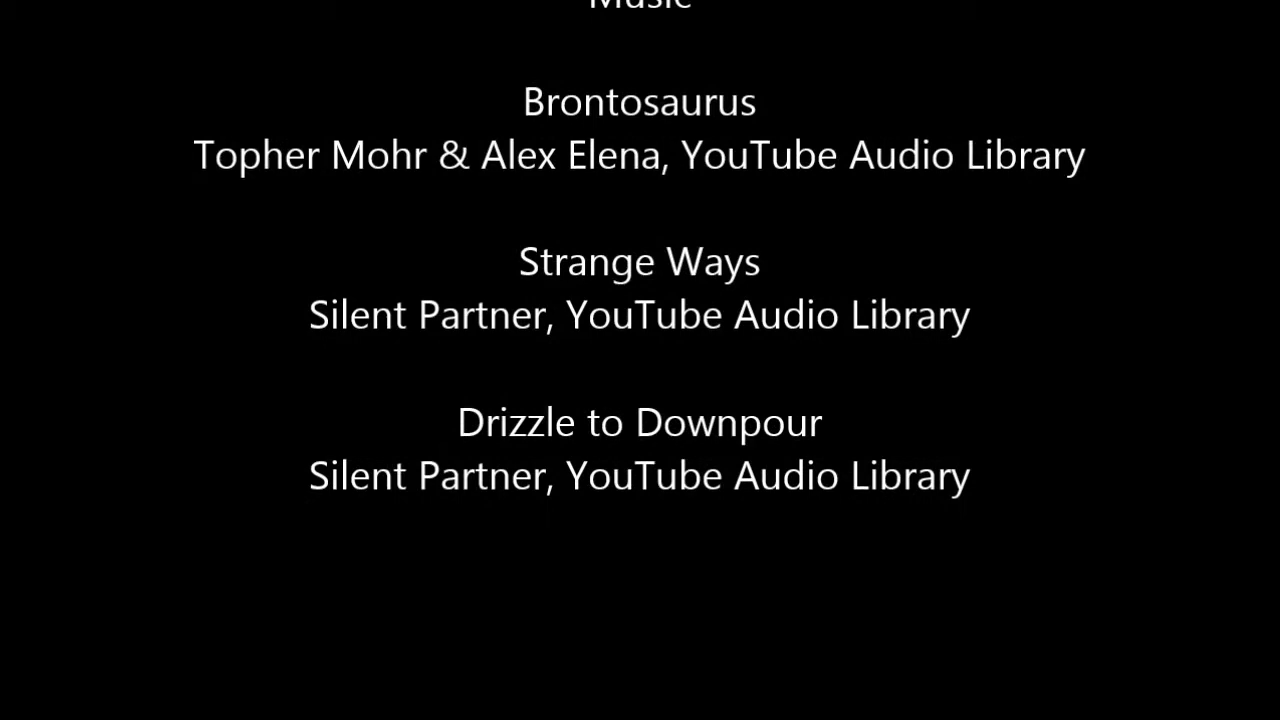 Music
Brontosaurus
Topher Mohr & Alex Elena, YouTube Audio Library
Strange Ways
Silent Partner, YouTube Audio Library
Drizzle to Downpour
Silent Partner, YouTube Audio Library